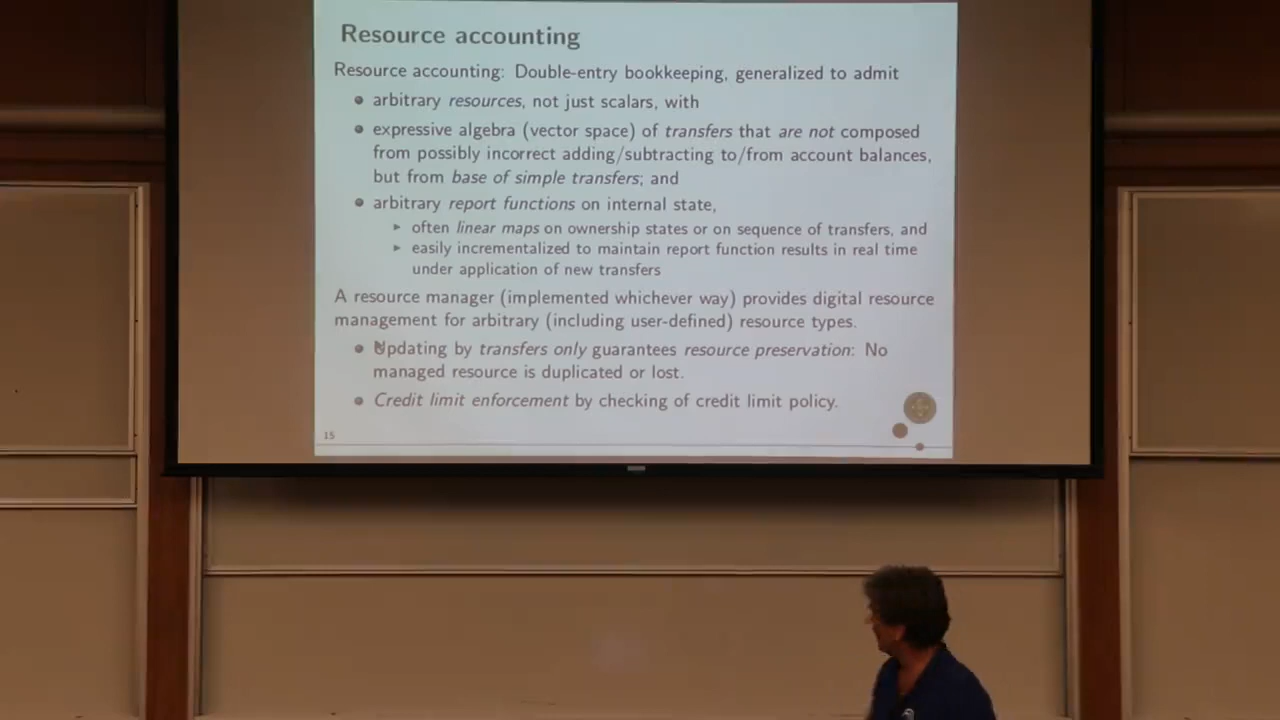 Resource accounting
Resource accounting: Double-entry bookkeeping, generalized to admit
arbitrary resources, not just scalars, with
expressive algebra (vector space) of transfers that are not composed
from possibly incorrect adding/subtracting to/from account balances,
but from base of simple transfers; and
arbitrary report functions on internal state,
often linear maps on ownership states or on sequence of transfers, and
easily incrementalized to maintain report function results in real time
under application of new transfers
A resource manager (implemented whichever way) provides digital resource
management for arbitrary (including user-defined) resource types.
Updating by transfers only guarantees resource preservation: No
managed resource is duplicated or lost.
Credit limit enforcement by checking of credit limit policy.
15